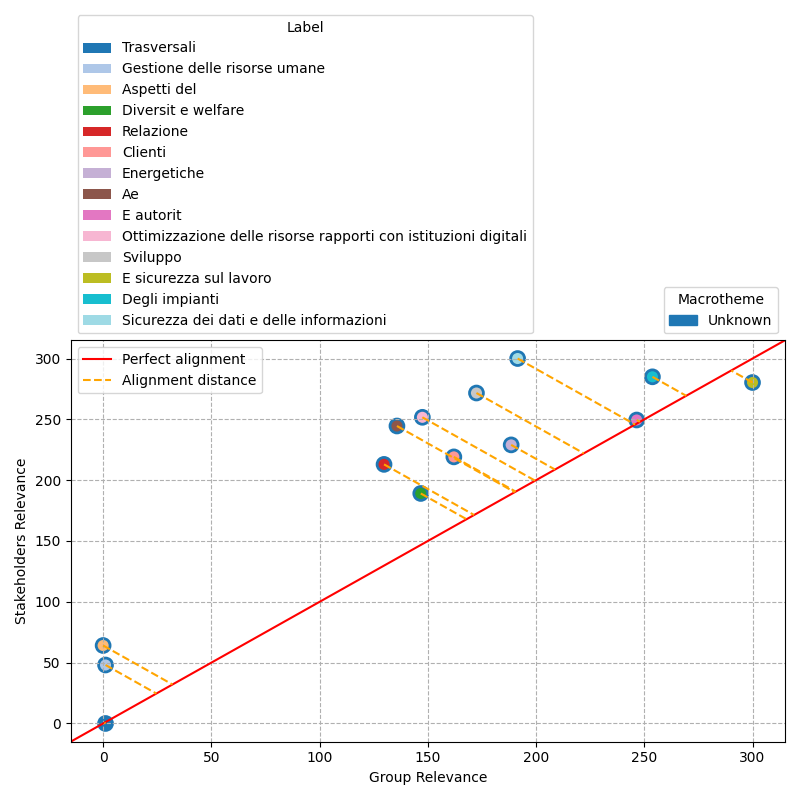 Label
Trasversali
Gestione delle risorse umane
Aspetti del
Diversit e welfare
Relazione
Clienti
Energetiche
Ae
E autorit
Ottimizzazione delle risorse rapporti con istituzioni digitali
Sviluppo
E sicurezza sul lavoro
Degli impianti
Sicurezza dei dati e delle informazioni
Macrotheme
Unknown
Perfect alignment
Alignment distance
300
250
200
150
100
50
0
Stakeholders Relevance
0 50 100 150 200 250 300
Group Relevance